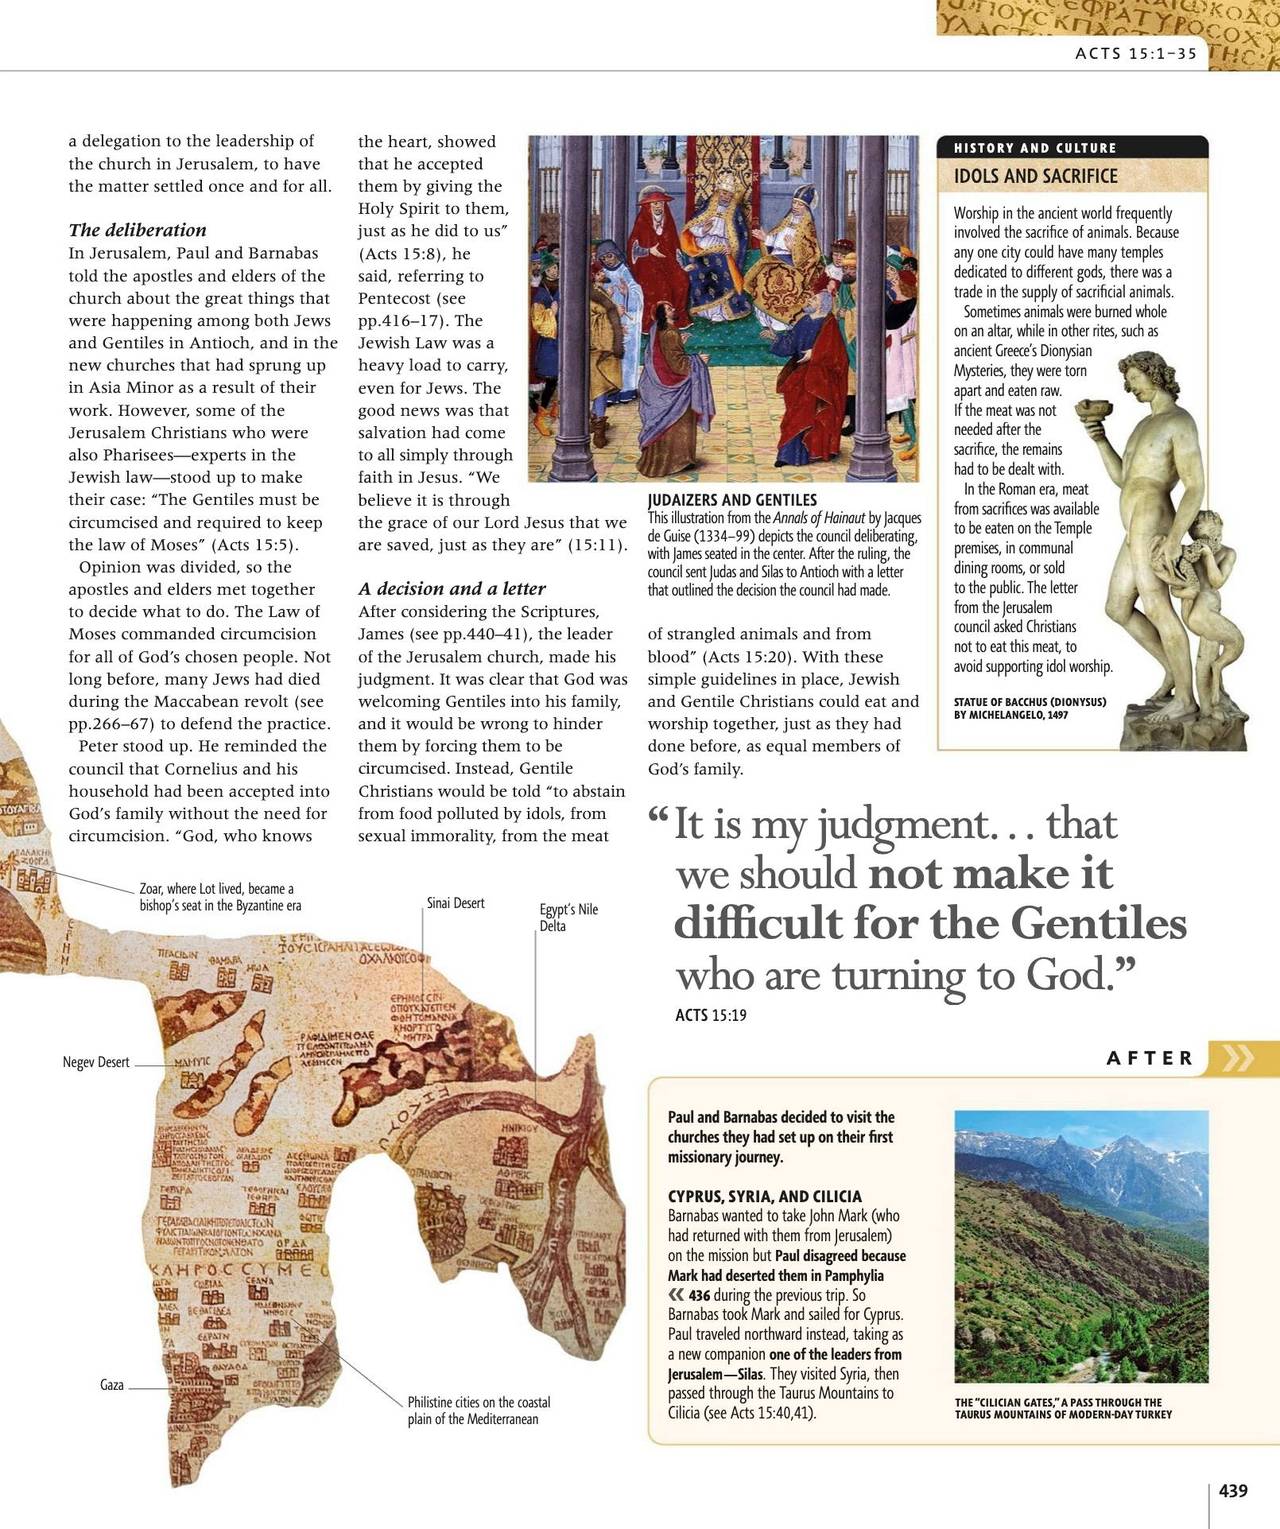 ACTS 15:1–35
a delegation to the leadership of
the church in Jerusalem, to have
the matter settled once and for all.
The deliberation
In Jerusalem, Paul and Barnabas
told the apostles and elders of the
church about the great things that
were happening among both Jews
and Gentiles in Antioch, and in the
new churches that had sprung up
in Asia Minor as a result of their
work. However, some of the
Jerusalem Christians who were
also Pharisees—experts in the
Jewish law—stood up to make
their case: “The Gentiles must be
circumcised and required to keep
the law of Moses” (Acts 15:5).
Opinion was divided, so the
apostles and elders met together
to decide what to do. The Law of
Moses commanded circumcision
for all of God’s chosen people. Not
long before, many Jews had died
during the Maccabean revolt (see
pp.266–67) to defend the practice.
Peter stood up. He reminded the
council that Cornelius and his
household had been accepted into
God’s family without the need for
circumcision. “God, who knows
the heart, showed
that he accepted
them by giving the
Holy Spirit to them,
just as he did to us”
(Acts 15:8), he
said, referring to
Pentecost (see
pp.416–17). The
Jewish Law was a
heavy load to carry,
even for Jews. The
good news was that
salvation had come
to all simply through
faith in Jesus. “We
believe it is through
the grace of our Lord Jesus that we
are saved, just as they are” (15:11).
A decision and a letter
After considering the Scriptures,
James (see pp.440–41), the leader
of the Jerusalem church, made his
judgment. It was clear that God was
welcoming Gentiles into his family,
and it would be wrong to hinder
them by forcing them to be
circumcised. Instead, Gentile
Christians would be told “to abstain
from food polluted by idols, from
sexual immorality, from the meat
JUDAIZERS AND GENTILES
This illustration from the Annals of Hainaut by Jacques
de Guise (1334–99) depicts the council deliberating,
with James seated in the center. After the ruling, the
council sent Judas and Silas to Antioch with a letter
that outlined the decision the council had made.
of strangled animals and from
blood” (Acts 15:20). With these
simple guidelines in place, Jewish
and Gentile Christians could eat and
worship together, just as they had
done before, as equal members of
God’s family.
HISTORY AND CULTURE
IDOLS AND SACRIFICE
Worship in the ancient world frequently
involved the sacrifice of animals. Because
any one city could have many temples
dedicated to different gods, there was a
trade in the supply of sacrificial animals.
Sometimes animals were burned whole
on an altar, while in other rites, such as
ancient Greece’s Dionysian
Mysteries, they were torn
apart and eaten raw.
If the meat was not
needed after the
sacrifice, the remains
had to be dealt with.
In the Roman era, meat
from sacrifices was available
to be eaten on the Temple
premises, in communal
dining rooms, or sold
to the public. The letter
from the Jerusalem
council asked Christians
not to eat this meat, to
avoid supporting idol worship.
STATUE OF BACCHUS (DIONYSUS)
BY MICHELANGELO, 1497
“It is my judgment... that
we should not make it
difficult for the Gentiles
who are turning to God.”
ACTS 15:19
Zoar, where Lot lived, became a
bishop’s seat in the Byzantine era
Sinai Desert
Egypt’s Nile
Delta
Negev Desert
Gaza
Philistine cities on the coastal
plain of the Mediterranean
AFTER
Paul and Barnabas decided to visit the
churches they had set up on their first
missionary journey.
CYPRUS, SYRIA, AND CILICIA
Barnabas wanted to take John Mark (who
had returned with them from Jerusalem)
on the mission but Paul disagreed because
Mark had deserted them in Pamphylia
« 436 during the previous trip. So
Barnabas took Mark and sailed for Cyprus.
Paul traveled northward instead, taking as
a new companion one of the leaders from
Jerusalem—Silas. They visited Syria, then
passed through the Taurus Mountains to
Cilicia (see Acts 15:40,41).
THE “CILICIAN GATES,” A PASS THROUGH THE
TAURUS MOUNTAINS OF MODERN-DAY TURKEY
439